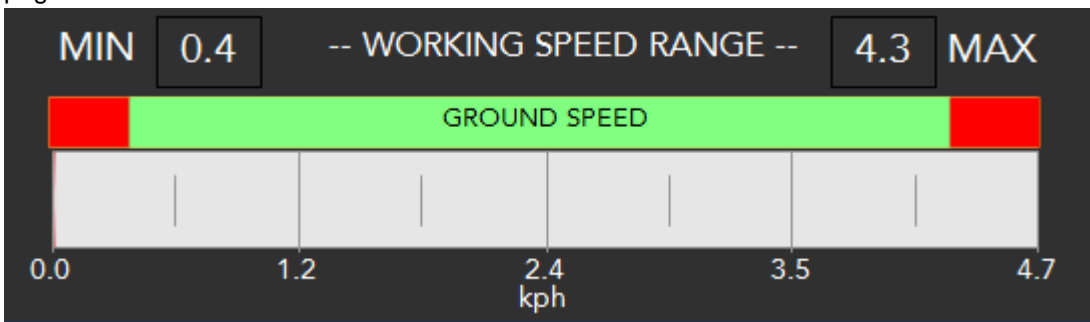 MIN 0.4 -- WORKING SPEED RANGE -- 4.3 MAX
GROUND SPEED
0.0 1.2 2.4 3.5 4.7
kph